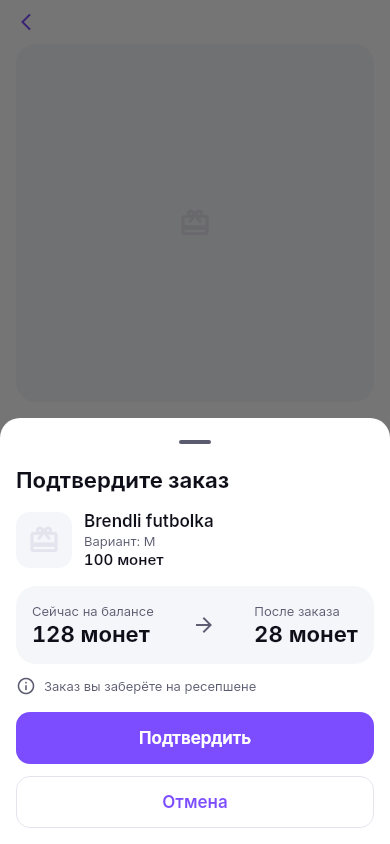 Подтвердите заказ
Brendli futbolka
Вариант: M
100 монет
Сейчас на балансе
128 монет
После заказа
28 монет
Заказ вы заберёте на ресепшене
Подтвердить
Отмена